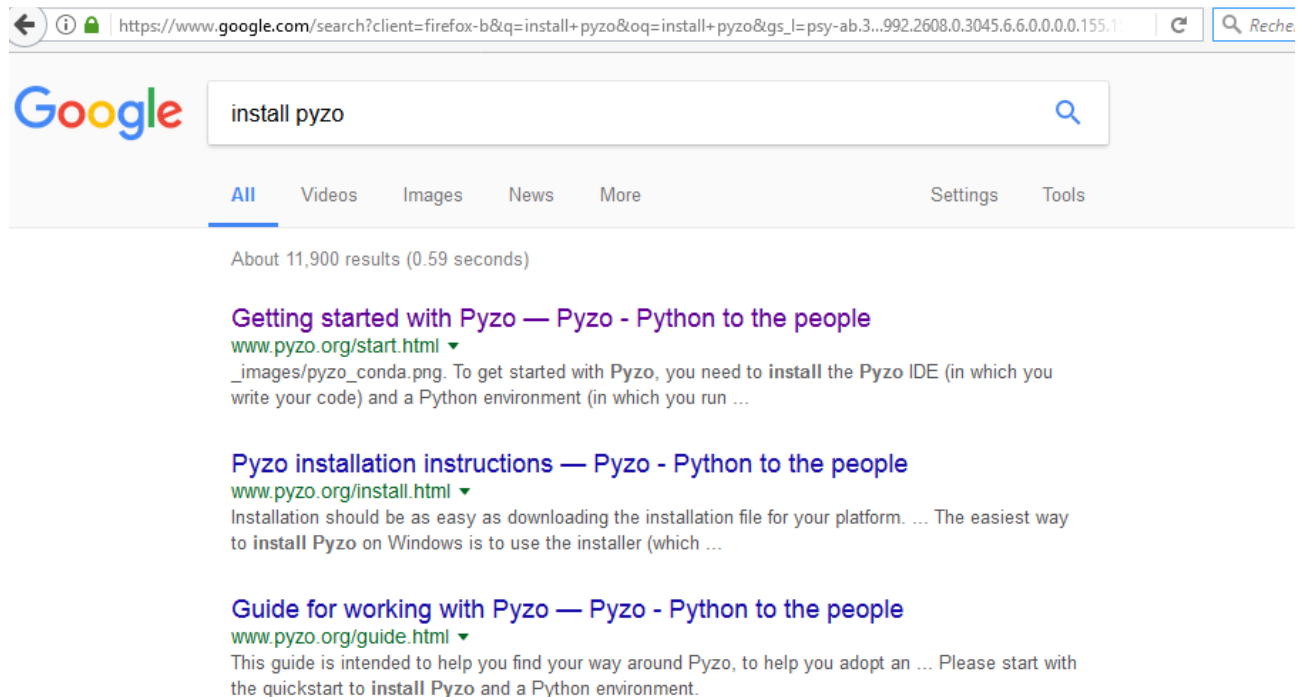 https://www.google.com/search?client=firefox-b&q=install+pyzo&oq=install+pyzo&gs_l=psy-ab.3...992.2608.0.3045.6.6.0.0.0.0.155.1
Reche
Google
install pyzo
All Videos Images News More Settings Tools
About 11,900 results (0.59 seconds)
Getting started with Pyzo — Pyzo - Python to the people
www.pyzo.org/start.html
_images/pyzo_conda.png. To get started with Pyzo, you need to install the Pyzo IDE (in which you
write your code) and a Python environment (in which you run ...
Pyzo installation instructions — Pyzo - Python to the people
www.pyzo.org/install.html
Installation should be as easy as downloading the installation file for your platform. ... The easiest way
to install Pyzo on Windows is to use the installer (which ...
Guide for working with Pyzo — Pyzo - Python to the people
www.pyzo.org/guide.html
This guide is intended to help you find your way around Pyzo, to help you adopt an ... Please start with
the quickstart to install Pyzo and a Python environment.